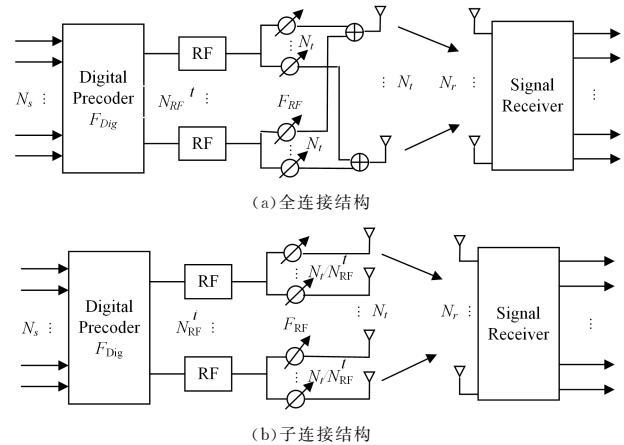 N_s ⋮ Digital Precoder F_Dig N_RF^t ⋮ RF RF ⋮ N_t F_RF ⋮ N_t ⋮ N_t N_r ⋮ Signal Receiver ⋮
(a)全连接结构
N_s ⋮ Digital Precoder F_Dig N_RF^t ⋮ RF RF ⋮ N_t/N_RF^t F_RF ⋮ N_t/N_RF^t ⋮ N_t N_r ⋮ Signal Receiver ⋮
(b)子连接结构